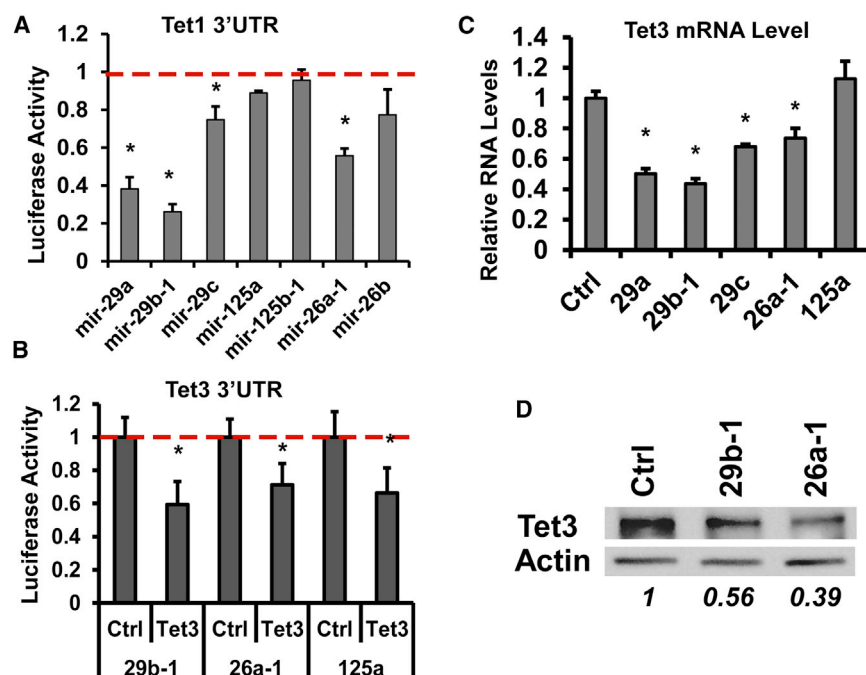 A
Tet1 3'UTR
Luciferase Activity
1.2
1
0.8
0.6
0.4
0.2
0
*
*
*
*
mir-29a
mir-29b-1
mir-29c
mir-125a
mir-125b-1
mir-26a-1
mir-26b
B
Tet3 3'UTR
Luciferase Activity
1.2
1
0.8
0.6
0.4
0.2
0
*
*
*
Ctrl Tet3 Ctrl Tet3 Ctrl Tet3
29b-1 26a-1 125a
C
Tet3 mRNA Level
Relative RNA Levels
1.4
1.2
1
0.8
0.6
0.4
0.2
0
*
*
*
*
Ctrl
29a
29b-1
29c
26a-1
125a
D
Ctrl
29b-1
26a-1
Tet3
Actin
1 0.56 0.39